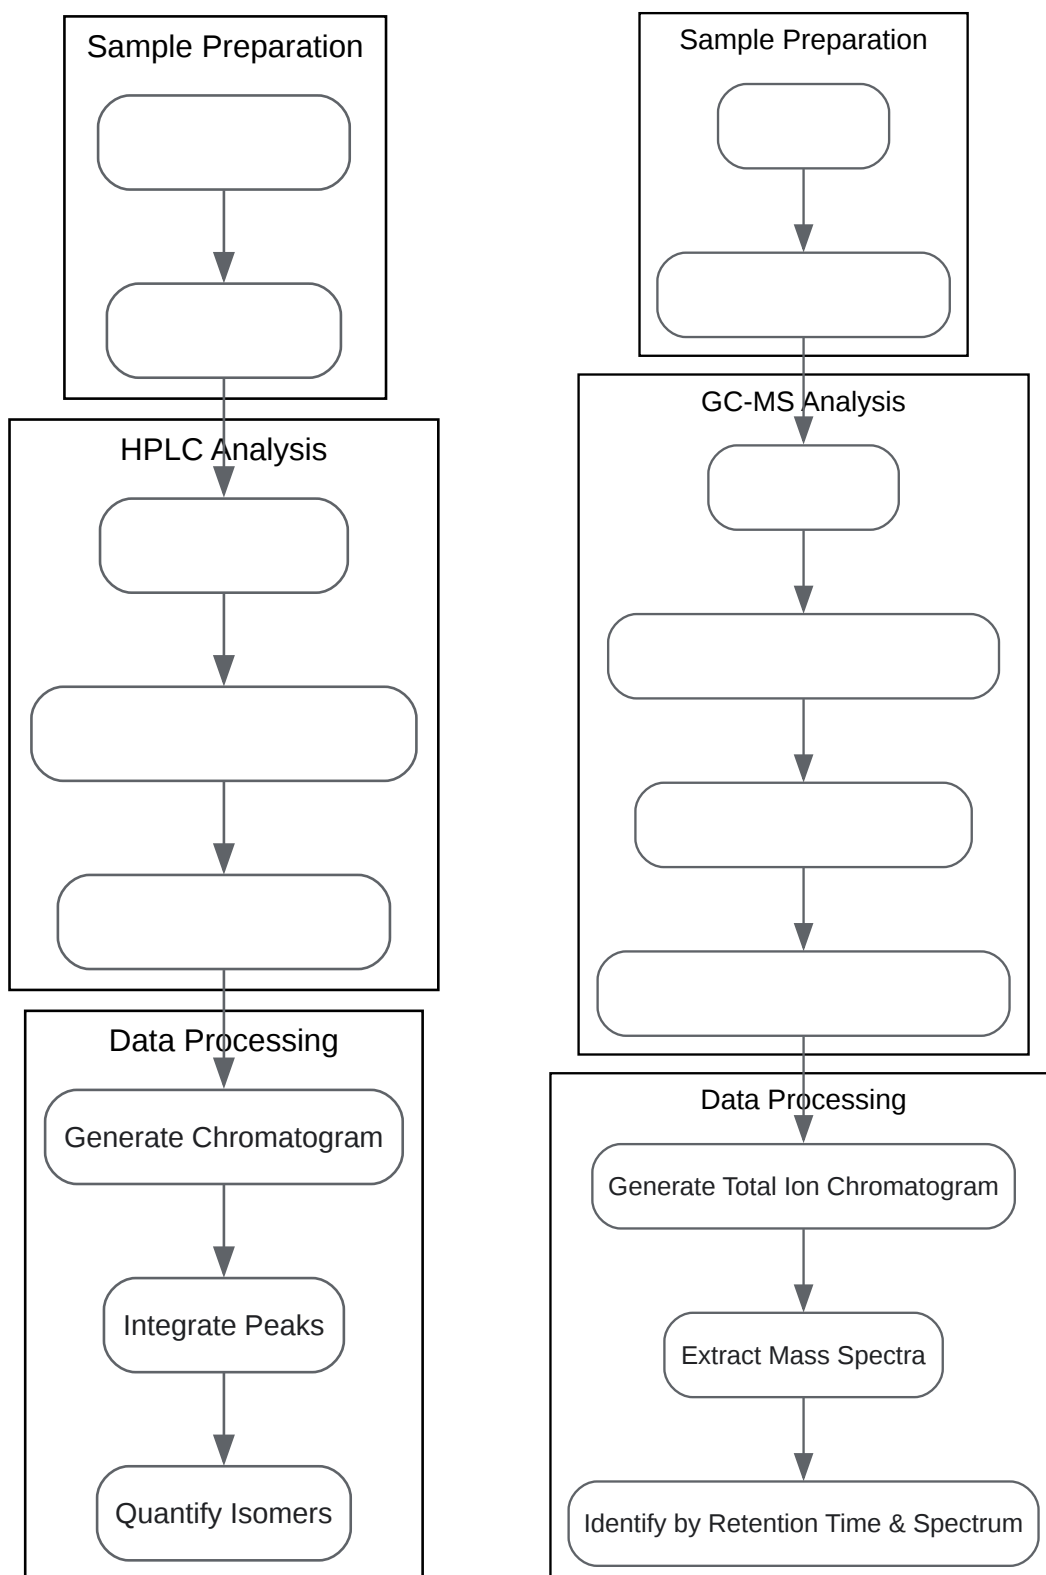 Sample Preparation
HPLC Analysis
Data Processing
Generate Chromatogram
Integrate Peaks
Quantify Isomers
Sample Preparation
GC-MS Analysis
Data Processing
Generate Total Ion Chromatogram
Extract Mass Spectra
Identify by Retention Time & Spectrum